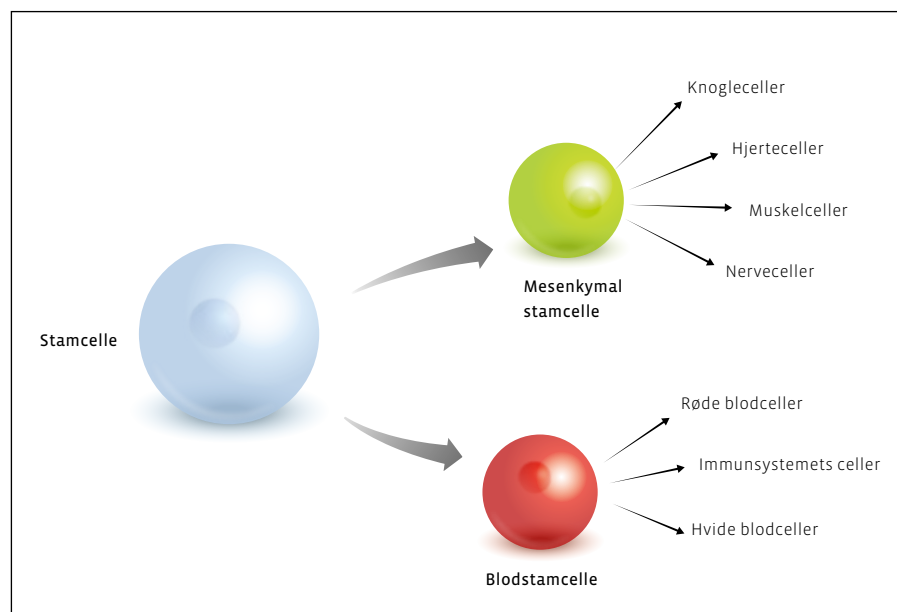 Stamcelle
Mesenkymal
stamcelle
Knogleceller
Hjerteceller
Muskelceller
Nerveceller
Blodstamcelle
Røde blodceller
Immunsystemets celler
Hvide blodceller